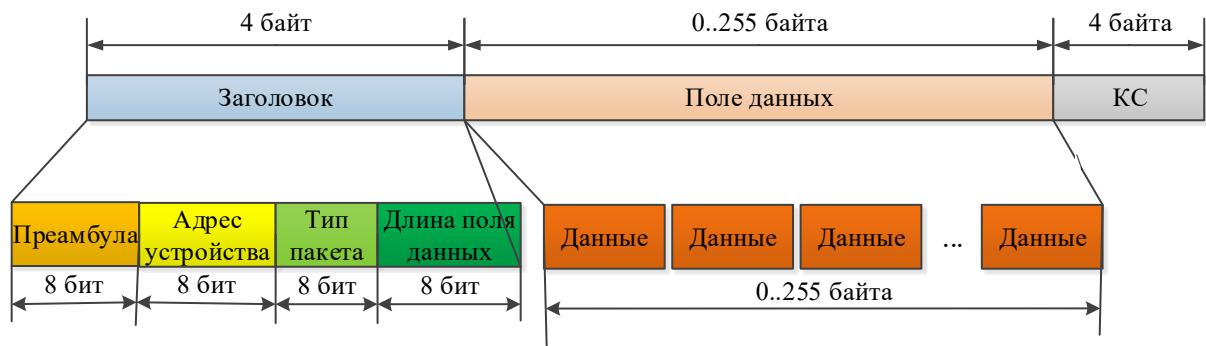 4 байт
0..255 байта
4 байта
Заголовок
Поле данных
КС
Преамбула
Адрес
устройства
Тип
пакета
Длина поля
данных
Данные
Данные
Данные
...
Данные
8 бит
8 бит
8 бит
8 бит
0..255 байта